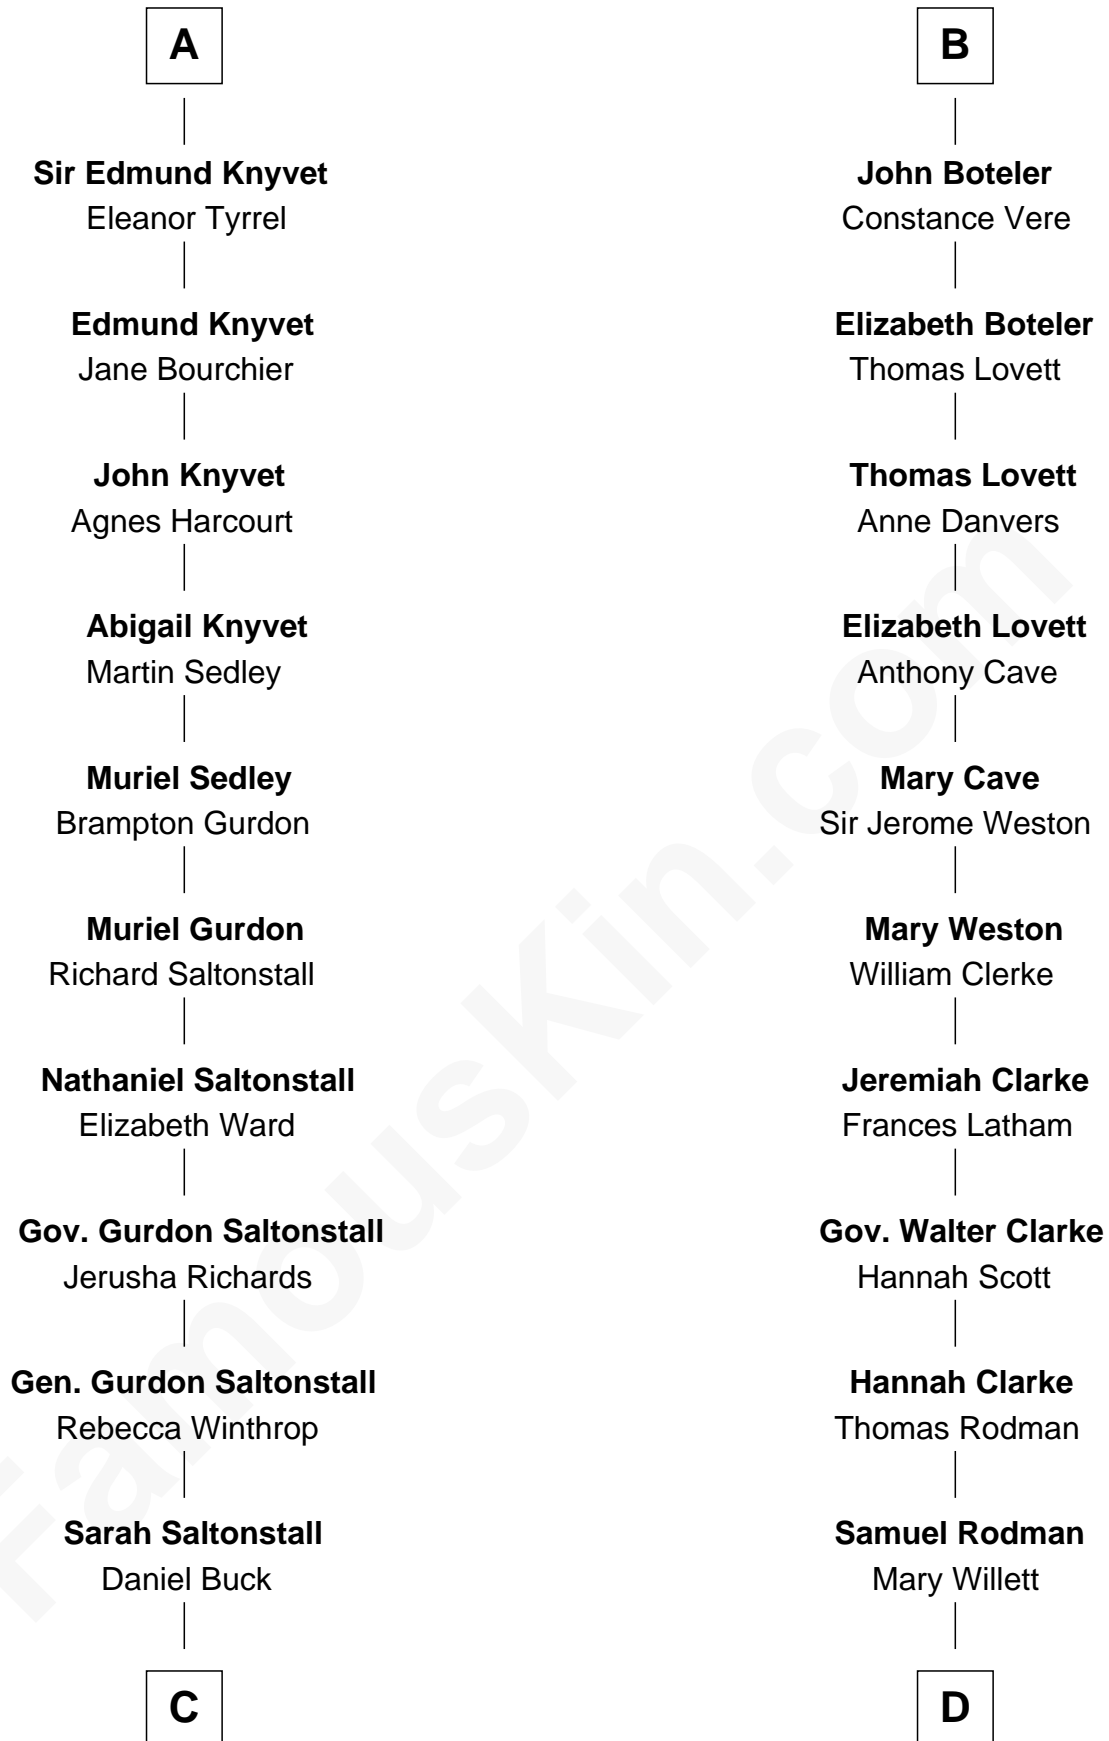 A
Sir Edmund Knyvet
Eleanor Tyrrel
Edmund Knyvet
Jane Bourchier
John Knyvet
Agnes Harcourt
Abigail Knyvet
Martin Sedley
Muriel Sedley
Brampton Gurdon
Muriel Gurdon
Richard Saltonstall
Nathaniel Saltonstall
Elizabeth Ward
Gov. Gurdon Saltonstall
Jerusha Richards
Gen. Gurdon Saltonstall
Rebecca Winthrop
Sarah Saltonstall
Daniel Buck
C
B
John Boteler
Constance Vere
Elizabeth Boteler
Thomas Lovett
Thomas Lovett
Anne Danvers
Elizabeth Lovett
Anthony Cave
Mary Cave
Sir Jerome Weston
Mary Weston
William Clerke
Jeremiah Clarke
Frances Latham
Gov. Walter Clarke
Hannah Scott
Hannah Clarke
Thomas Rodman
Samuel Rodman
Mary Willett
D
FamousKin.com